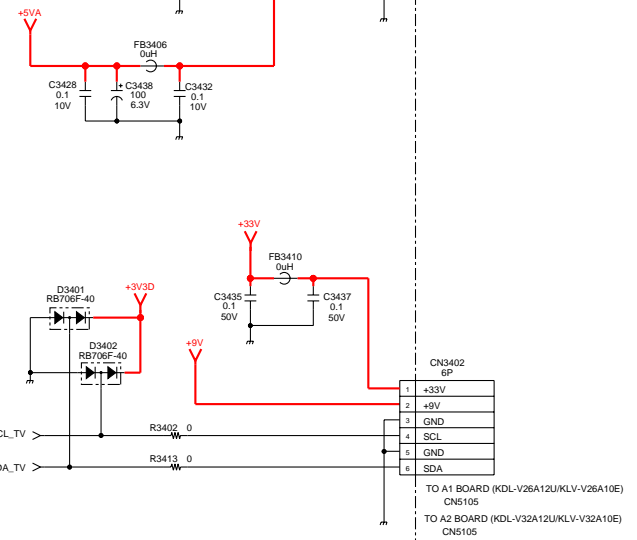 +5VA
FB3406
0uH
C3428
0.1
10V
+ C3438
100
6.3V
C3432
0.1
10V
+33V
FB3410
0uH
C3435
0.1
50V
C3437
0.1
50V
D3401
RB706F-40
+3V3D
D3402
RB706F-40
+9V
CN3402
6P
1 +33V
2 +9V
3 GND
4 SCL
5 GND
6 SDA
CL_TV
R3402 0
DA_TV
R3413 0
TO A1 BOARD (KDL-V26A12U/KLV-V26A10E)
CN5105
TO A2 BOARD (KDL-V32A12U/KLV-V32A10E)
CN5105